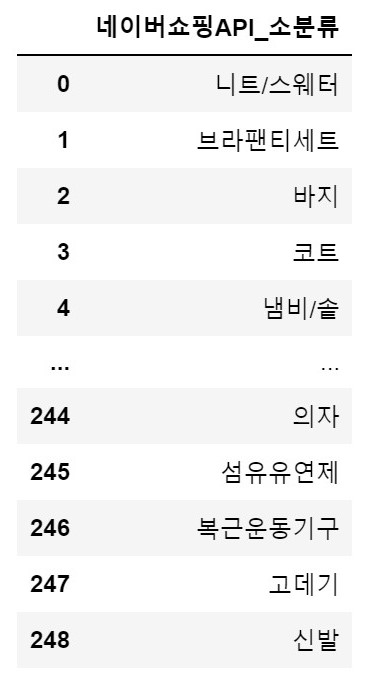 네이버쇼핑API_소분류
0 니트/스웨터
1 브라팬티세트
2 바지
3 코트
4 냄비/솥
... ...
244 의자
245 섬유유연제
246 복근운동기구
247 고데기
248 신발